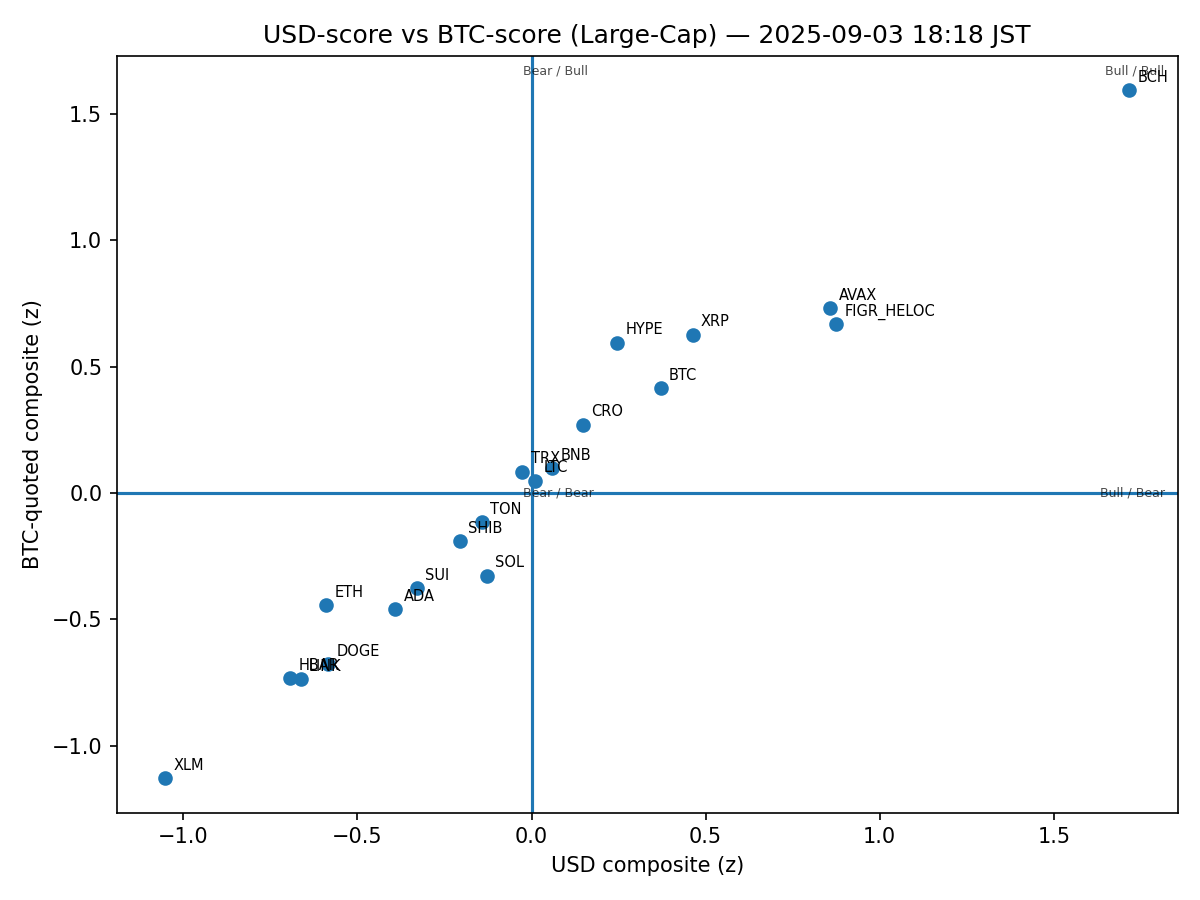 USD-score vs BTC-score (Large-Cap) — 2025-09-03 18:18 JST
Bear / Bull
Bull / Bull
BCH
1.5
1.0
AVAX
FIGR_HELOC
XRP
HYPE
0.5
BTC
CRO
BNB
TRX
LTC
0.0
Bear / Bear
Bull / Bear
TON
SHIB
SOL
SUI
ETH
ADA
−0.5
DOGE
HBAR
LINK
−1.0
XLM
−1.0
−0.5
0.0
0.5
1.0
1.5
USD composite (z)
BTC-quoted composite (z)